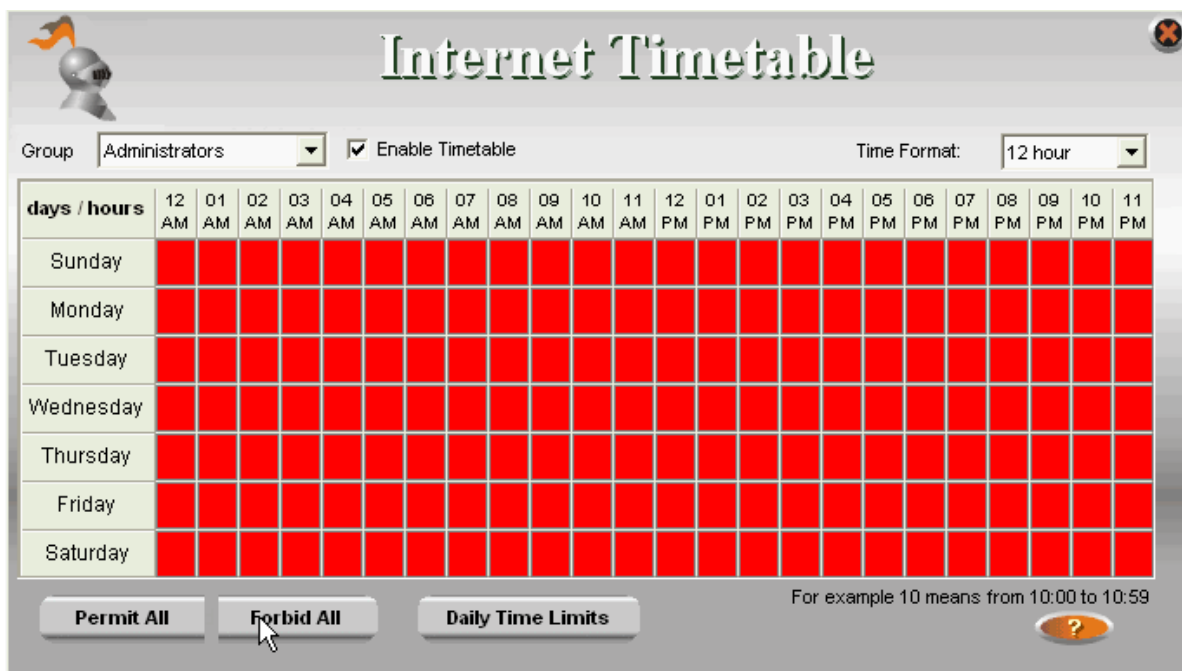 Internet Timetable
Group Administrators Enable Timetable Time Format: 12 hour
days / hours 12 AM 01 AM 02 AM 03 AM 04 AM 05 AM 06 AM 07 AM 08 AM 09 AM 10 AM 11 AM 12 PM 01 PM 02 PM 03 PM 04 PM 05 PM 06 PM 07 PM 08 PM 09 PM 10 PM 11 PM
Sunday
Monday
Tuesday
Wednesday
Thursday
Friday
Saturday
For example 10 means from 10:00 to 10:59
Permit All Forbid All Daily Time Limits ?